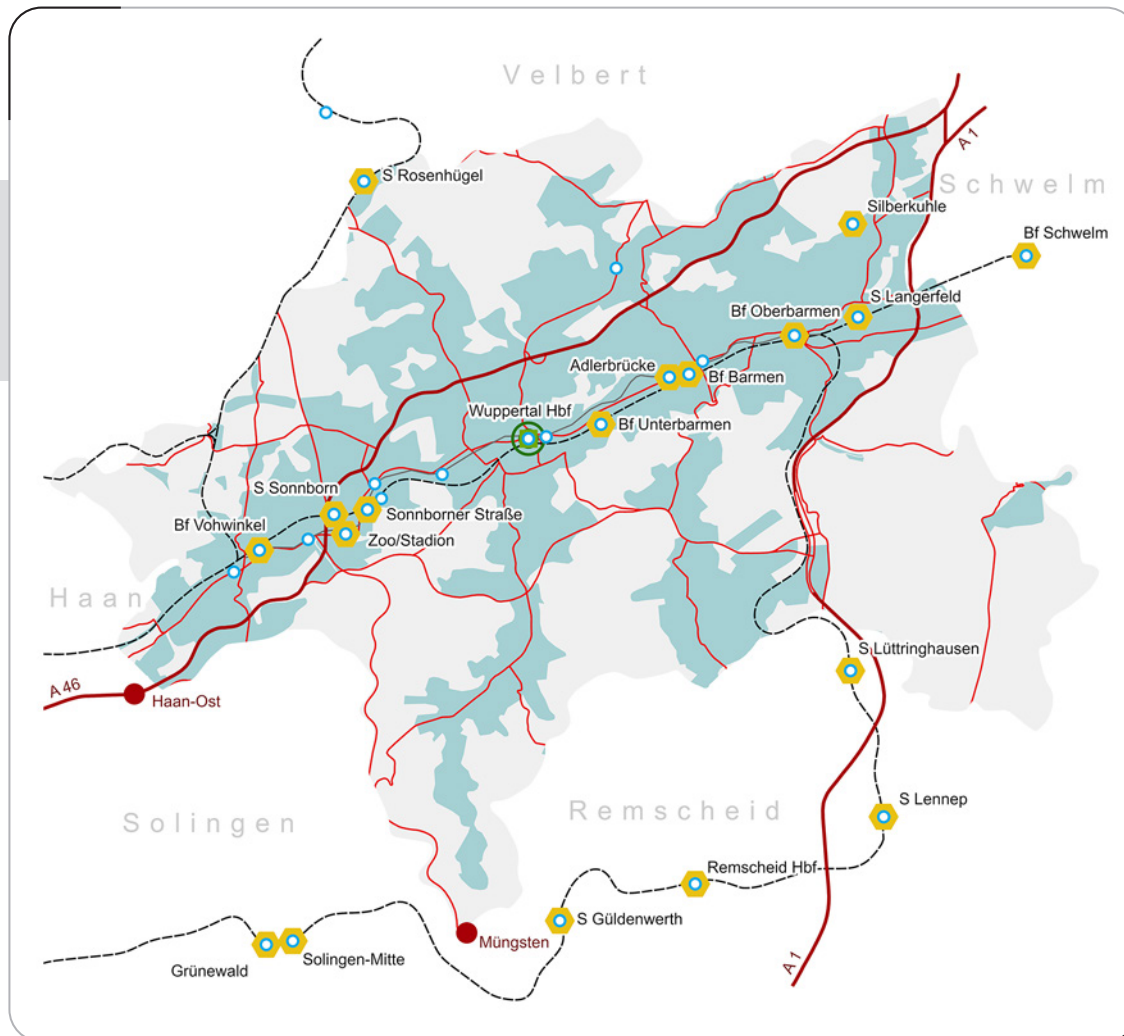 Velbert
A 1
S Rosenhügel
Schwelm
Silberkuhle
Bf Schwelm
S Langerfeld
Bf Oberbarmen
Adlerbrücke
Bf Barmen
Wuppertal Hbf
Bf Unterbarmen
S Sonnborn
Sonnborner Straße
Bf Vohwinkel
Zoo/Stadion
Haan
S Lüttringhausen
A 46
Haan-Ost
S Lennep
Solingen
Remscheid
Remscheid Hbf
S Güldenwerth
Müngsten
Solingen-Mitte
Grünewald
A 1